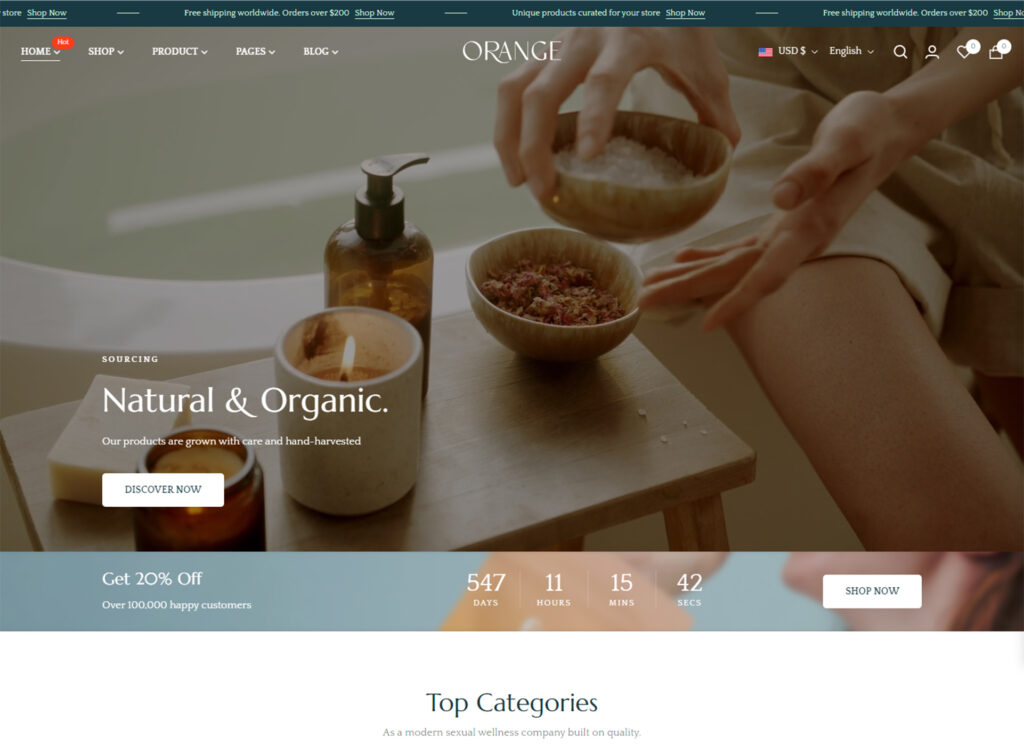 store Shop Now Free shipping worldwide. Orders over $200 Shop Now Unique products curated for your store Shop Now Free shipping worldwide. Orders over $200 Shop
Hot
HOME SHOP PRODUCT PAGES BLOG ORANGE USD $ English 0 0
SOURCING
Natural & Organic.
Our products are grown with care and hand-harvested
DISCOVER NOW
Get 20% Off
Over 100,000 happy customers
547 11 15 42
DAYS HOURS MINS SECS
SHOP NOW
Top Categories
As a modern sexual wellness company built on quality.